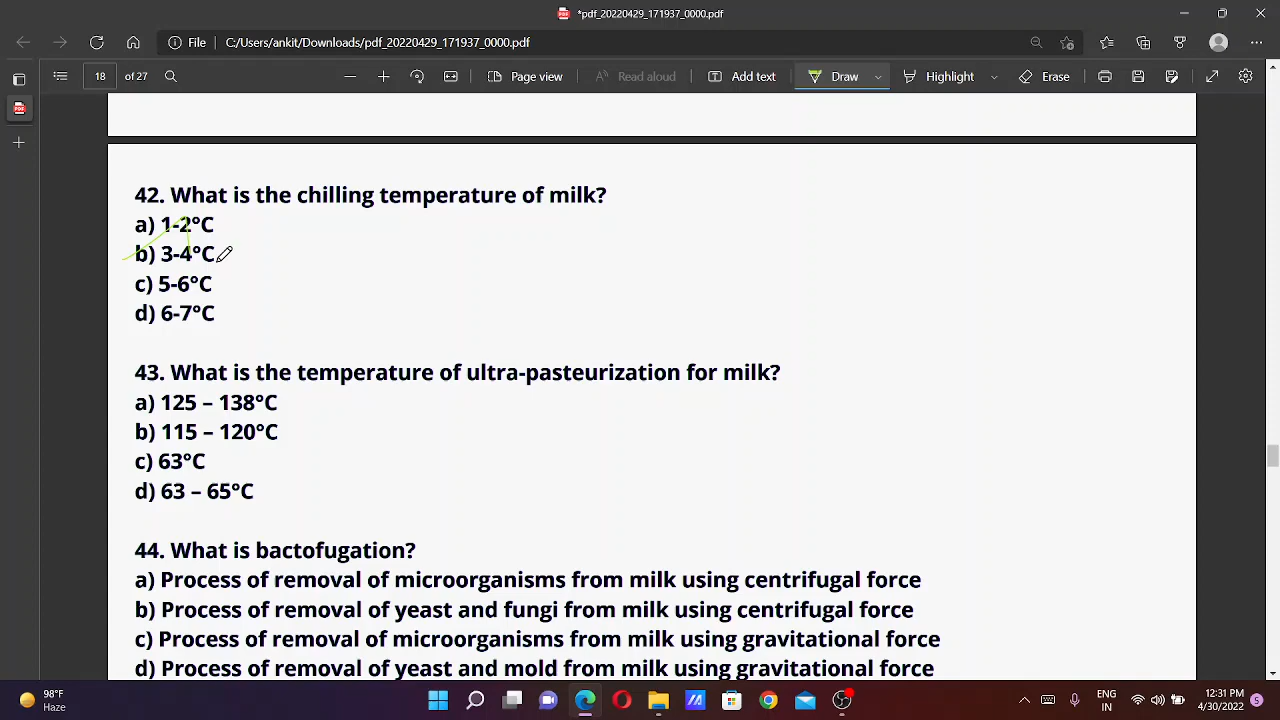 *pdf_20220429_171937_0000.pdf
File C:/Users/ankit/Downloads/pdf_20220429_171937_0000.pdf
18 of 27 Page view Read aloud Add text Draw Highlight Erase
42. What is the chilling temperature of milk?
a) 1-2°C
b) 3-4°C
c) 5-6°C
d) 6-7°C
43. What is the temperature of ultra-pasteurization for milk?
a) 125 – 138°C
b) 115 – 120°C
c) 63°C
d) 63 – 65°C
44. What is bactofugation?
a) Process of removal of microorganisms from milk using centrifugal force
b) Process of removal of yeast and fungi from milk using centrifugal force
c) Process of removal of microorganisms from milk using gravitational force
d) Process of removal of yeast and mold from milk using gravitational force
98°F
Haze
ENG
IN
12:31 PM
4/30/2022
S